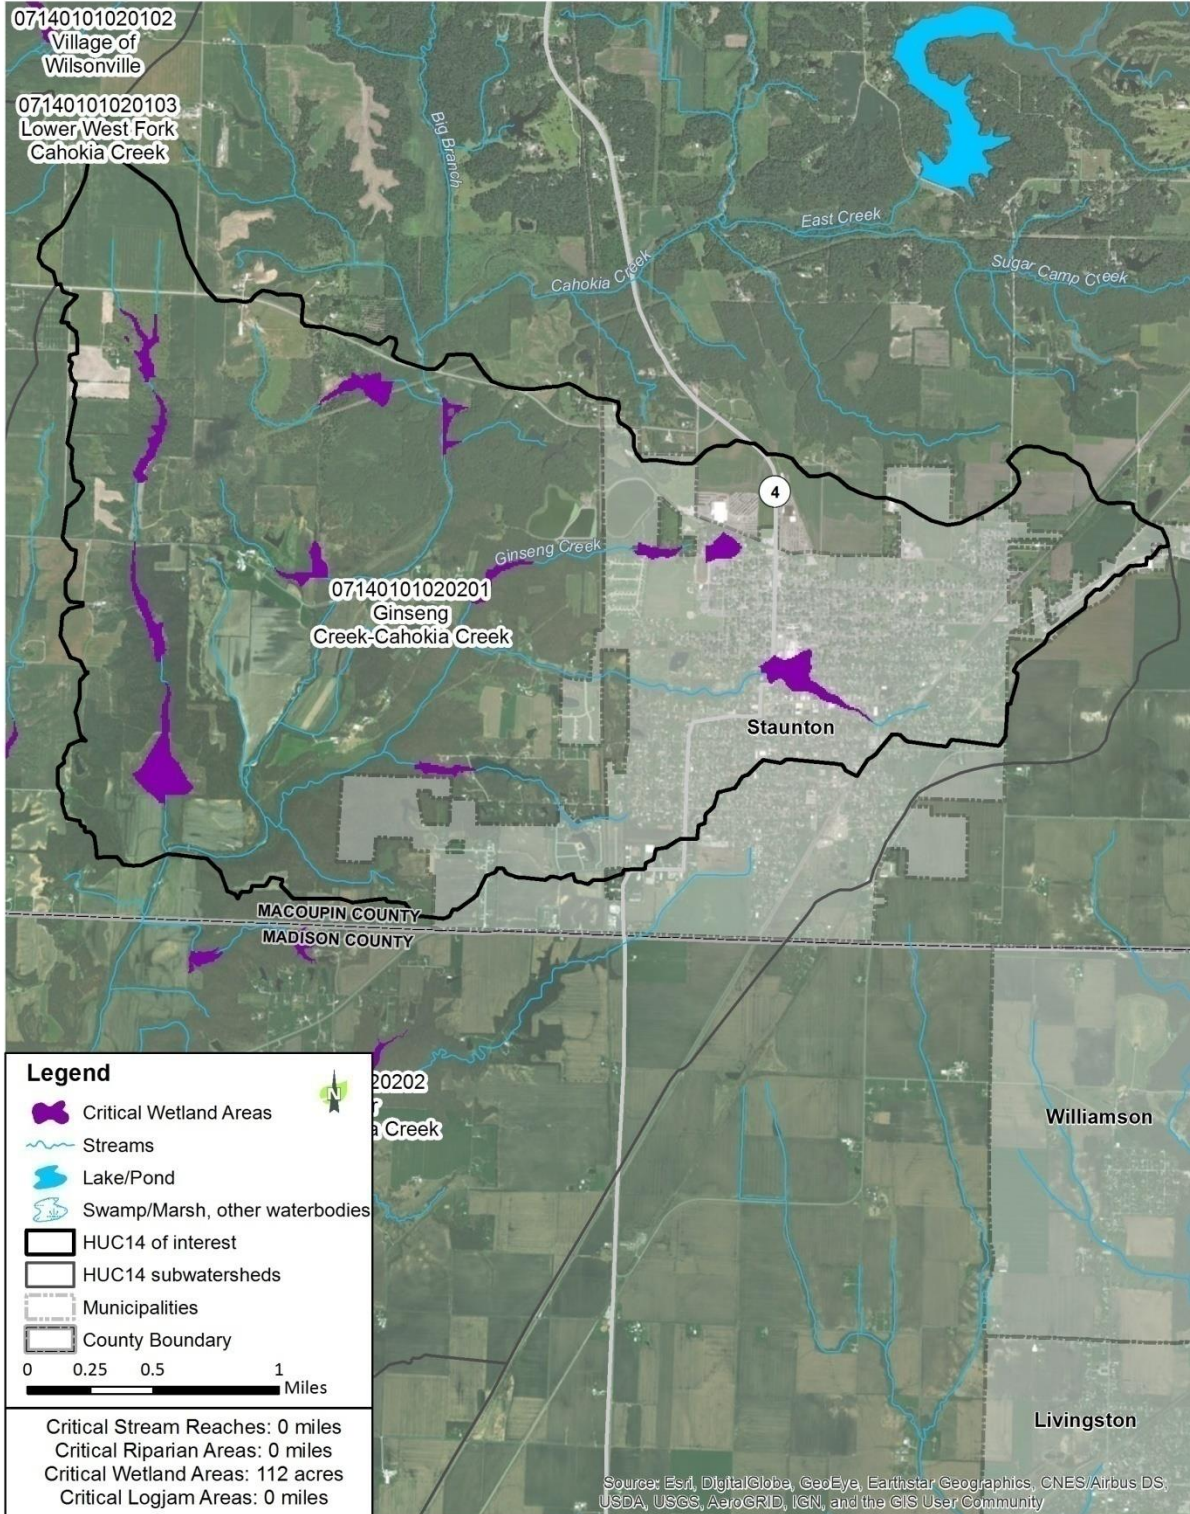 07140101020102
Village of
Wilsonville
07140101020103
Lower West Fork
Cahokia Creek
Big Branch
East Creek
Sugar Camp Creek
Cahokia Creek
4
Ginseng Creek
07140101020201
Ginseng
Creek-Cahokia Creek
Staunton
MACOUPIN COUNTY
MADISON COUNTY
20202
r
a Creek
Williamson
Livingston
Legend
N
Critical Wetland Areas
Streams
Lake/Pond
Swamp/Marsh, other waterbodies
HUC14 of interest
HUC14 subwatersheds
Municipalities
County Boundary
0 0.25 0.5 1
Miles
Critical Stream Reaches: 0 miles
Critical Riparian Areas: 0 miles
Critical Wetland Areas: 112 acres
Critical Logjam Areas: 0 miles
Source: Esri, DigitalGlobe, GeoEye, Earthstar Geographics, CNES/Airbus DS,
USDA, USGS, AeroGRID, IGN, and the GIS User Community